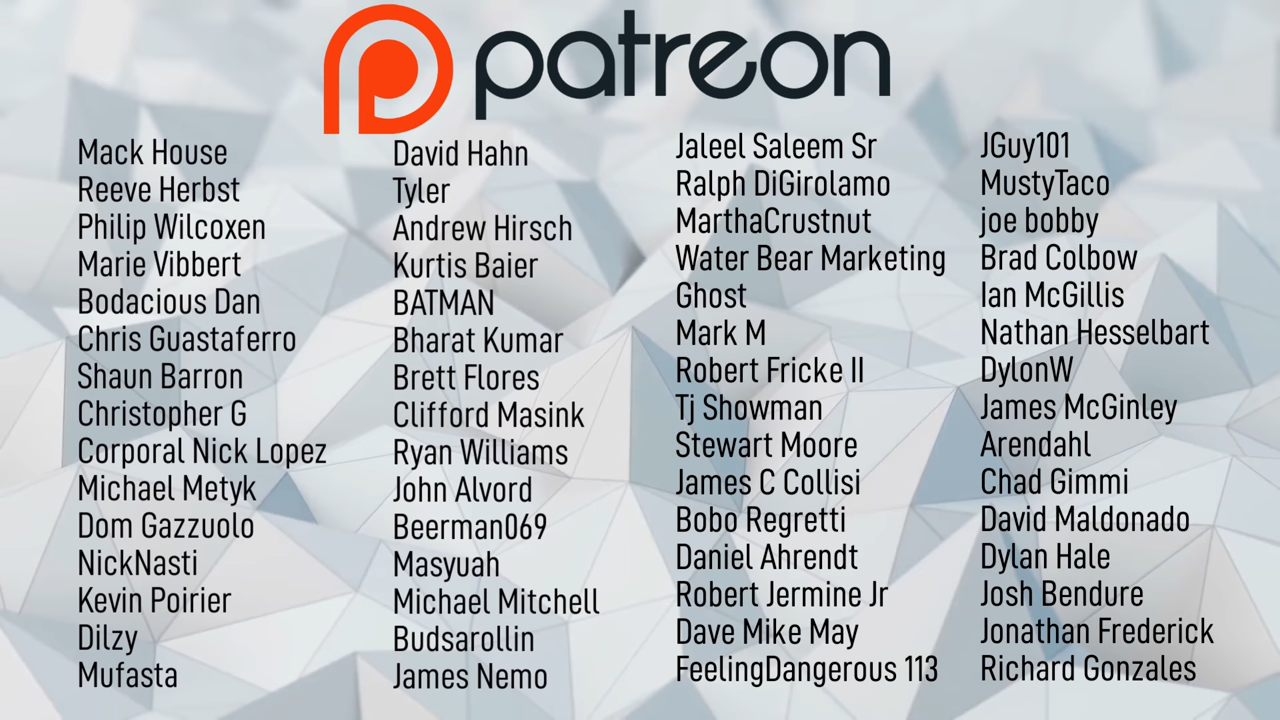 patreon
Mack House
Reeve Herbst
Philip Wilcoxen
Marie Vibbert
Bodacious Dan
Chris Guastaferro
Shaun Barron
Christopher G
Corporal Nick Lopez
Michael Metyk
Dom Gazzuolo
NickNasti
Kevin Poirier
Dilzy
Mufasta
David Hahn
Tyler
Andrew Hirsch
Kurtis Baier
BATMAN
Bharat Kumar
Brett Flores
Clifford Masink
Ryan Williams
John Alvord
Beerman069
Masyuah
Michael Mitchell
Budsarollin
James Nemo
Jaleel Saleem Sr
Ralph DiGirolamo
MarthaCrustnut
Water Bear Marketing
Ghost
Mark M
Robert Fricke II
Tj Showman
Stewart Moore
James C Collisi
Bobo Regretti
Daniel Ahrendt
Robert Jermine Jr
Dave Mike May
FeelingDangerous 113
JGuy101
MustyTaco
joe bobby
Brad Colbow
Ian McGillis
Nathan Hesselbart
DylonW
James McGinley
Arendahl
Chad Gimmi
David Maldonado
Dylan Hale
Josh Bendure
Jonathan Frederick
Richard Gonzales